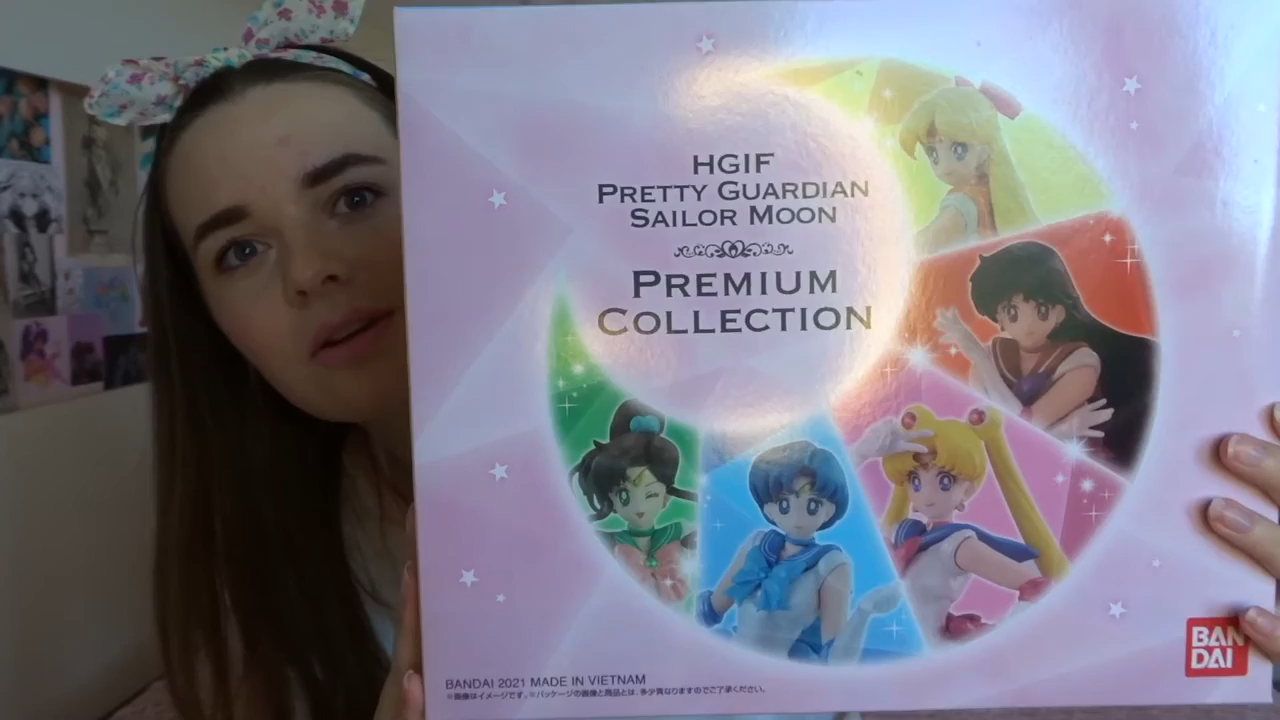 HGIF
PRETTY GUARDIAN
SAILOR MOON
PREMIUM
COLLECTION
BANDAI 2021 MADE IN VIETNAM
※画像はイメージです。※パッケージの画像と商品とは、多少異なりますのでご了承ください。
BAN
DAI